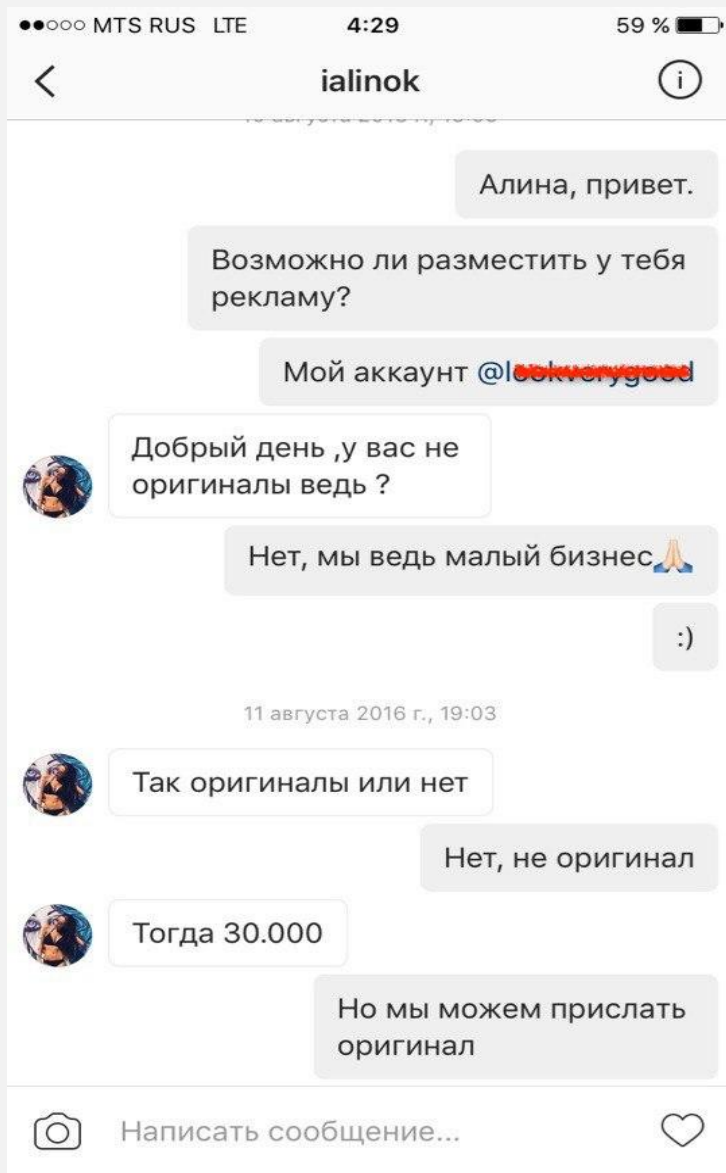 MTS RUS LTE 4:29 59 %
ialinok
Алина, привет.
Возможно ли разместить у тебя
рекламу?
Мой аккаунт
Добрый день ,у вас не
оригиналы ведь ?
Нет, мы ведь малый бизнес🙏🏻
:)
11 августа 2016 г., 19:03
Так оригиналы или нет
Нет, не оригинал
Тогда 30.000
Но мы можем прислать
оригинал
Написать сообщение...